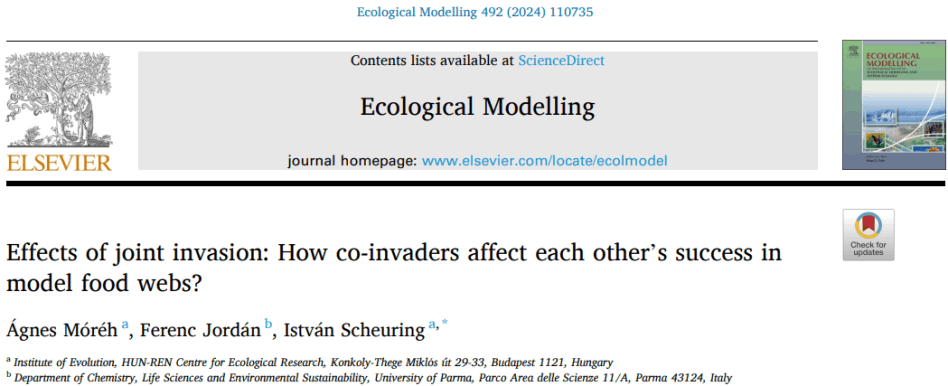 Ecological Modelling 492 (2024) 110735
Contents lists available at ScienceDirect
Ecological Modelling
journal homepage: www.elsevier.com/locate/ecolmodel
ELSEVIER
ECOLOGICAL
MODELLING
Check for
updates
Effects of joint invasion: How co-invaders affect each other’s success in
model food webs?
Ágnes Móréh a, Ferenc Jordán b, István Scheuring a,*
a Institute of Evolution, HUN-REN Centre for Ecological Research, Konkoly-Thege Miklós út 29-33, Budapest 1121, Hungary
b Department of Chemistry, Life Sciences and Environmental Sustainability, University of Parma, Parco Area delle Scienze 11/A, Parma 43124, Italy